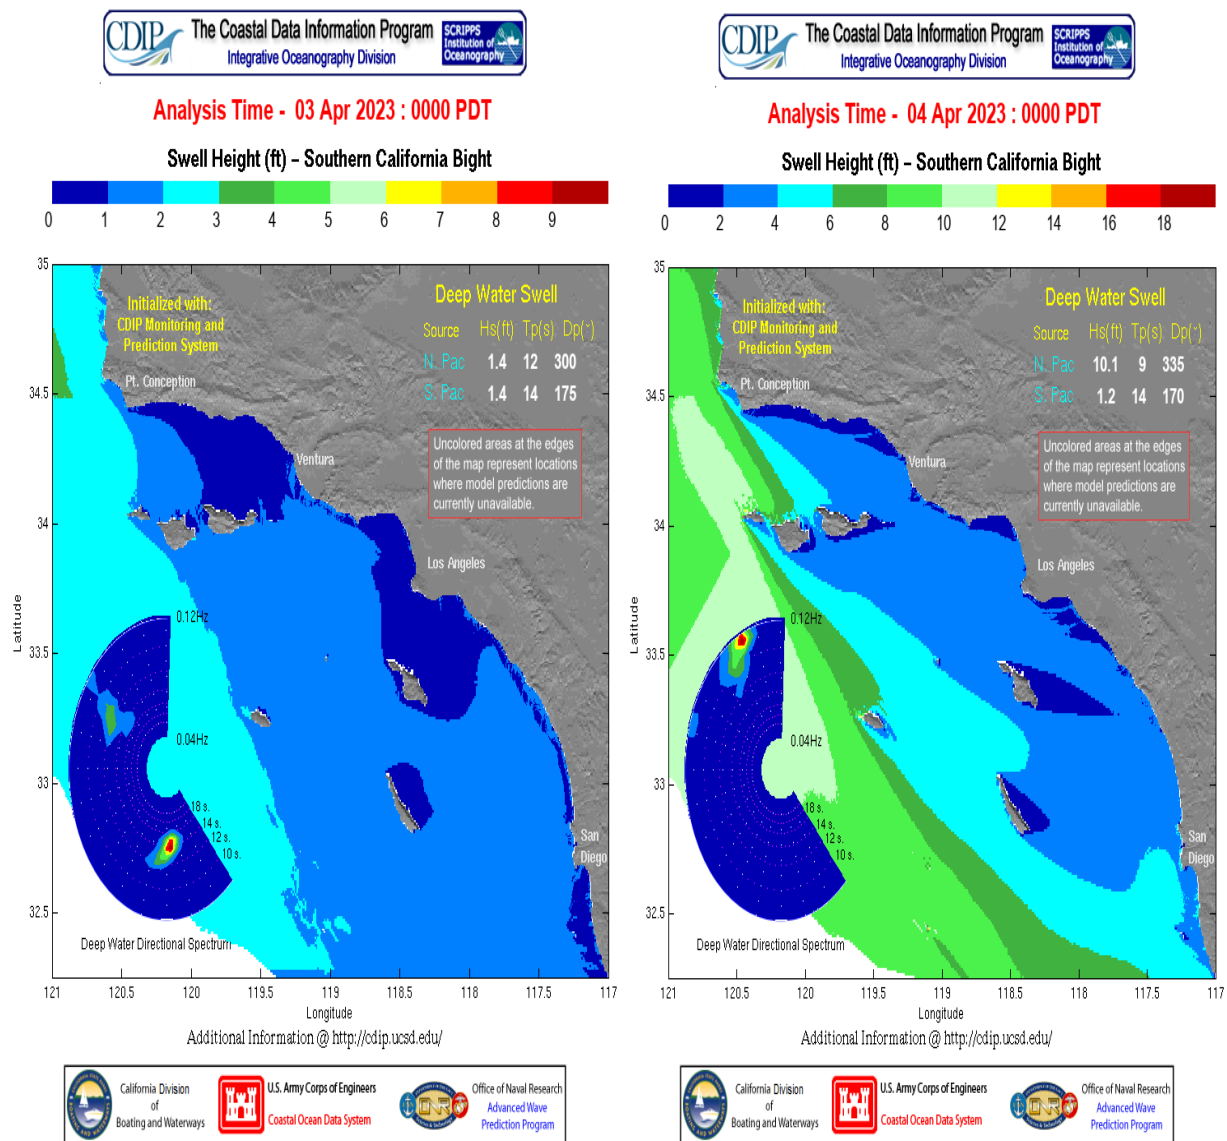 CDIP
The Coastal Data Information Program
Integrative Oceanography Division
SCRIPPS
Institution of
Oceanography
Analysis Time - 03 Apr 2023 : 0000 PDT
Swell Height (ft) – Southern California Bight
0 1 2 3 4 5 6 7 8 9
35
34.5
34
33.5
33
32.5
Latitude
Initialized with:
CDIP Monitoring and
Prediction System
Pt. Conception
Deep Water Swell
Source Hs(ft) Tp(s) Dp(°)
N. Pac 1.4 12 300
S. Pac 1.4 14 175
Uncolored areas at the edges
of the map represent locations
where model predictions are
currently unavailable.
Ventura
Los Angeles
San
Diego
0.12Hz
0.04Hz
18 s.
14 s.
12 s.
10 s.
Deep Water Directional Spectrum
121 120.5 120 119.5 119 118.5 118 117.5 117
Longitude
Additional Information @ http://cdip.ucsd.edu/
California Division
of
Boating and Waterways
U.S. Army Corps of Engineers
Coastal Ocean Data System
ONR
Office of Naval Research
Advanced Wave
Prediction Program
CDIP
The Coastal Data Information Program
Integrative Oceanography Division
SCRIPPS
Institution of
Oceanography
Analysis Time - 04 Apr 2023 : 0000 PDT
Swell Height (ft) – Southern California Bight
0 2 4 6 8 10 12 14 16 18
35
34.5
34
33.5
33
32.5
Latitude
Initialized with:
CDIP Monitoring and
Prediction System
Pt. Conception
Deep Water Swell
Source Hs(ft) Tp(s) Dp(°)
N. Pac 10.1 9 335
S. Pac 1.2 14 170
Uncolored areas at the edges
of the map represent locations
where model predictions are
currently unavailable.
Ventura
Los Angeles
San
Diego
0.12Hz
0.04Hz
18 s.
14 s.
12 s.
10 s.
Deep Water Directional Spectrum
121 120.5 120 119.5 119 118.5 118 117.5 117
Longitude
Additional Information @ http://cdip.ucsd.edu/
California Division
of
Boating and Waterways
U.S. Army Corps of Engineers
Coastal Ocean Data System
ONR
Office of Naval Research
Advanced Wave
Prediction Program